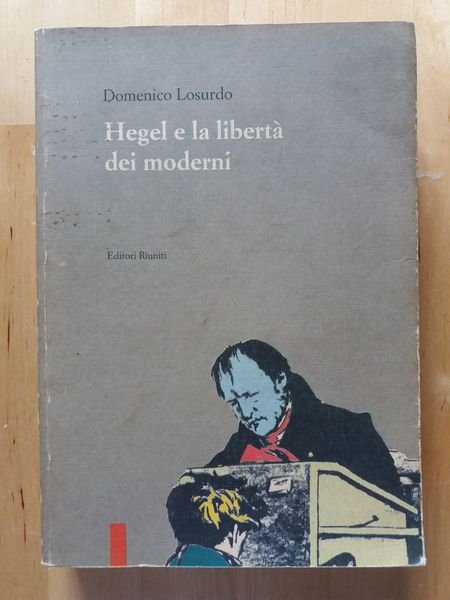 Domenico Losurdo
Hegel e la libertà
dei moderni
Editori Riuniti